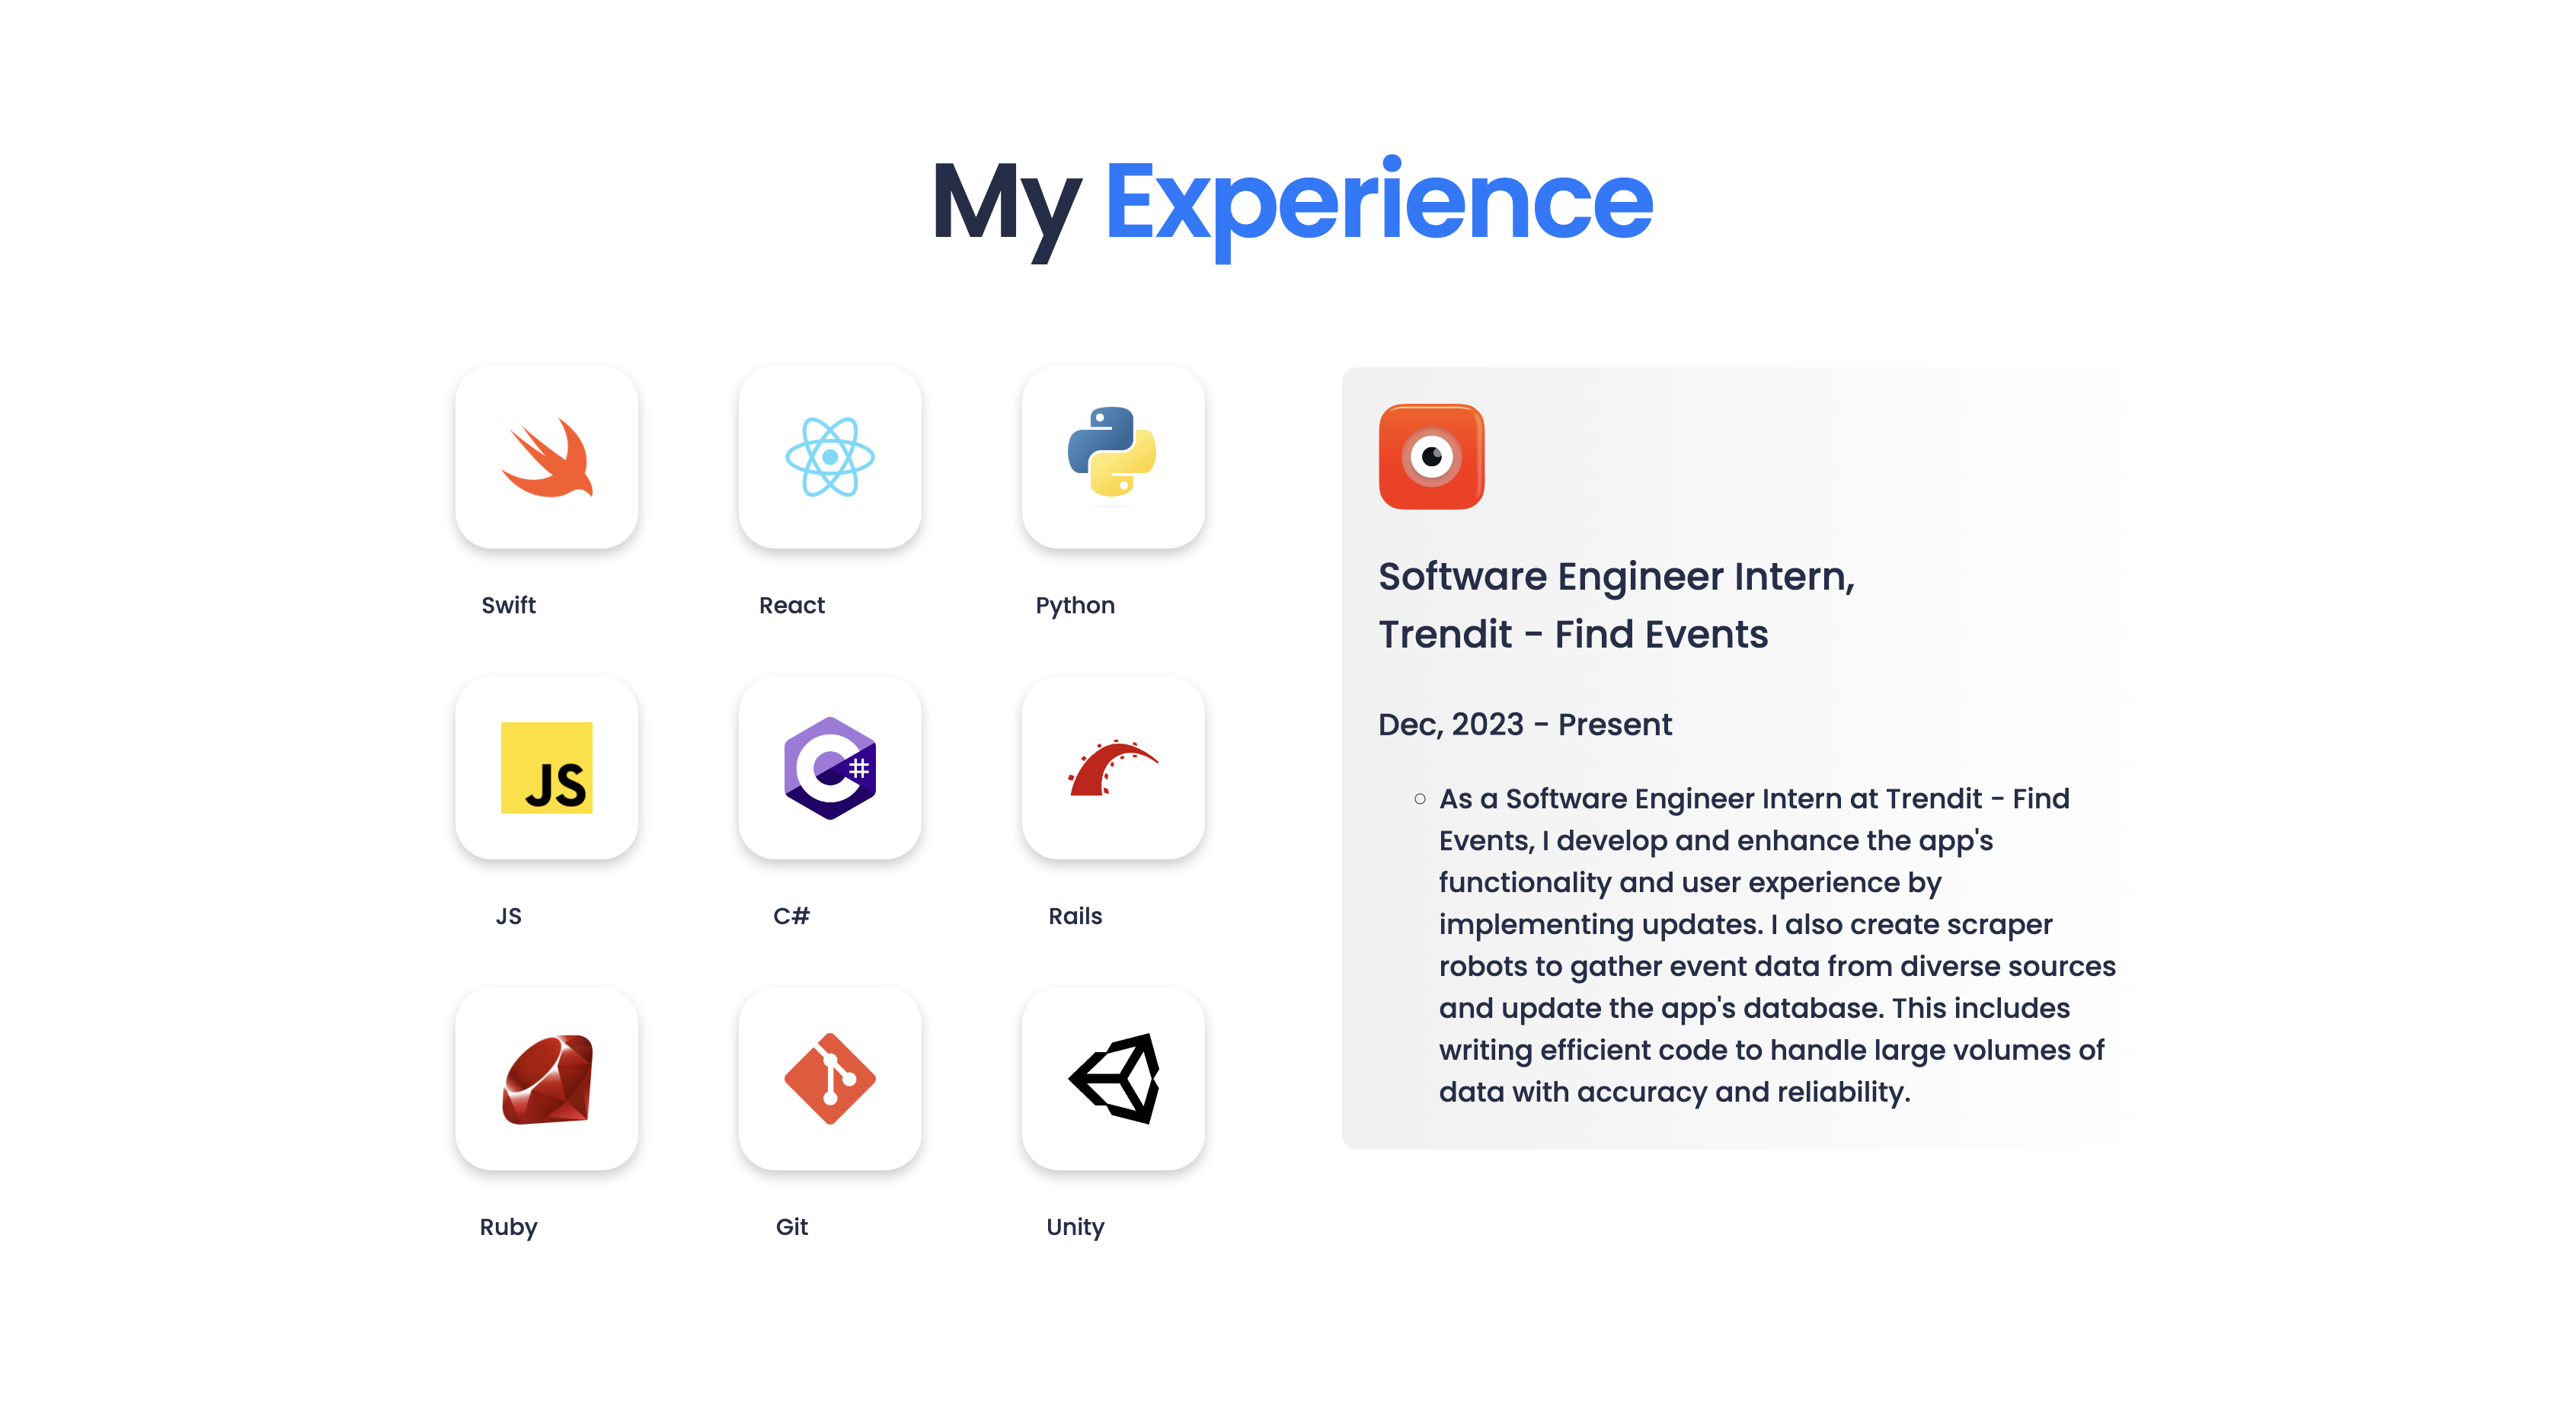 My Experience
Swift
React
Python
JS
JS
C#
Rails
Ruby
Git
Unity
Software Engineer Intern,
Trendit - Find Events
Dec, 2023 - Present
As a Software Engineer Intern at Trendit - Find
Events, I develop and enhance the app's
functionality and user experience by
implementing updates. I also create scraper
robots to gather event data from diverse sources
and update the app's database. This includes
writing efficient code to handle large volumes of
data with accuracy and reliability.